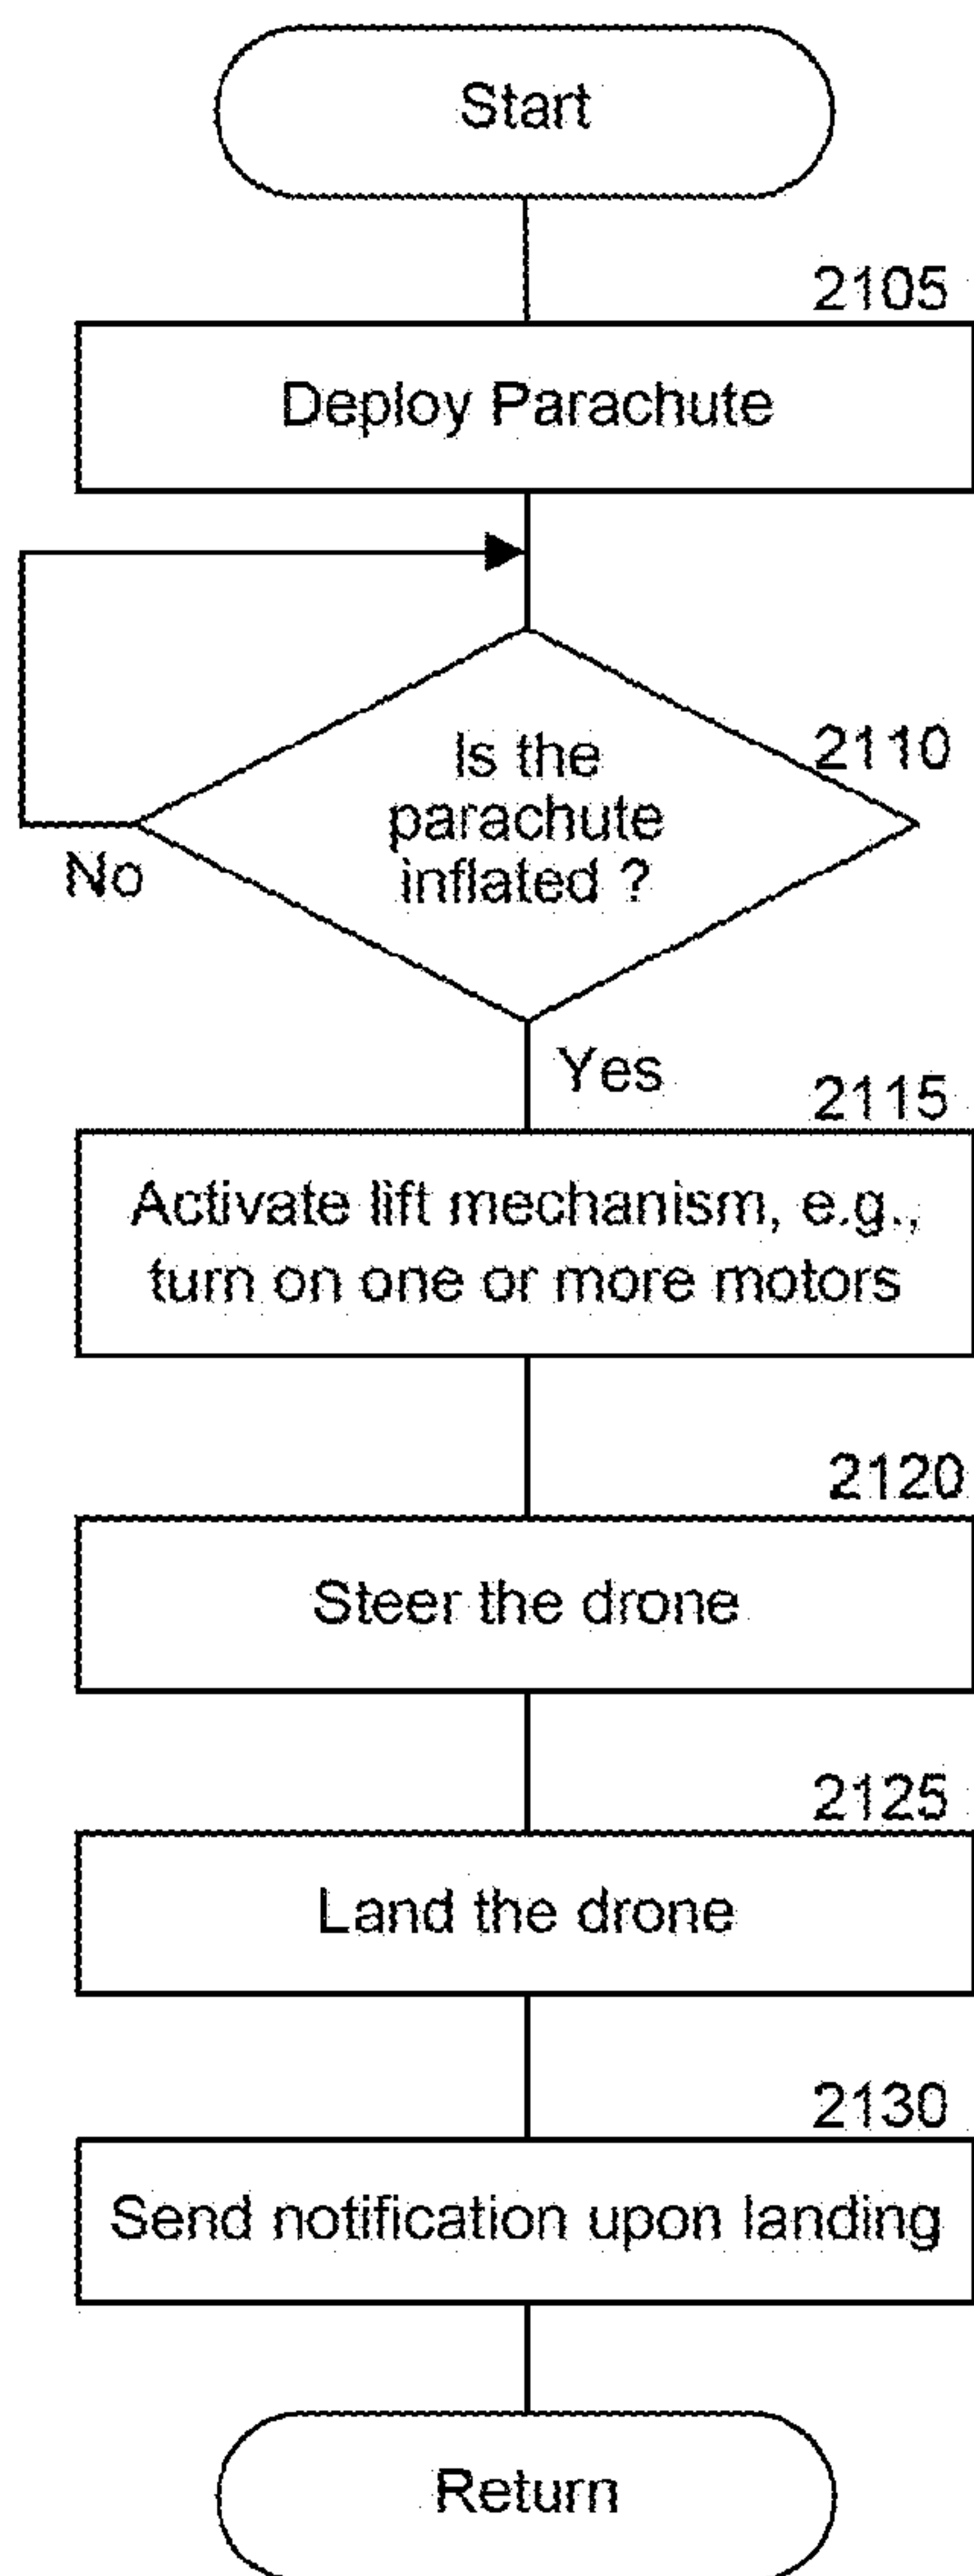 Start
2105
Deploy Parachute
2110
Is the
parachute
inflated ?
No
Yes
2115
Activate lift mechanism, e.g.,
turn on one or more motors
2120
Steer the drone
2125
Land the drone
2130
Send notification upon landing
Return